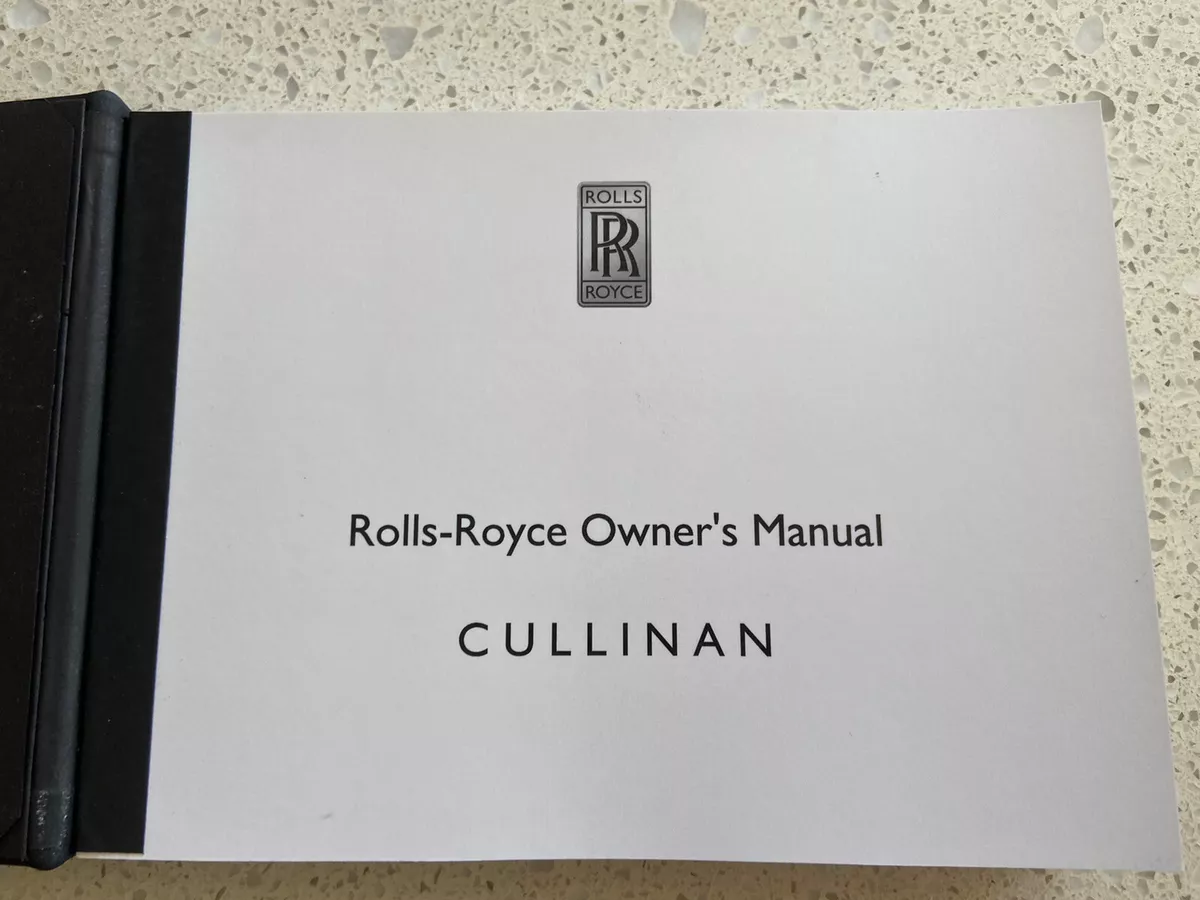 ROLLS
RR
ROYCE
Rolls-Royce Owner's Manual
CULLINAN